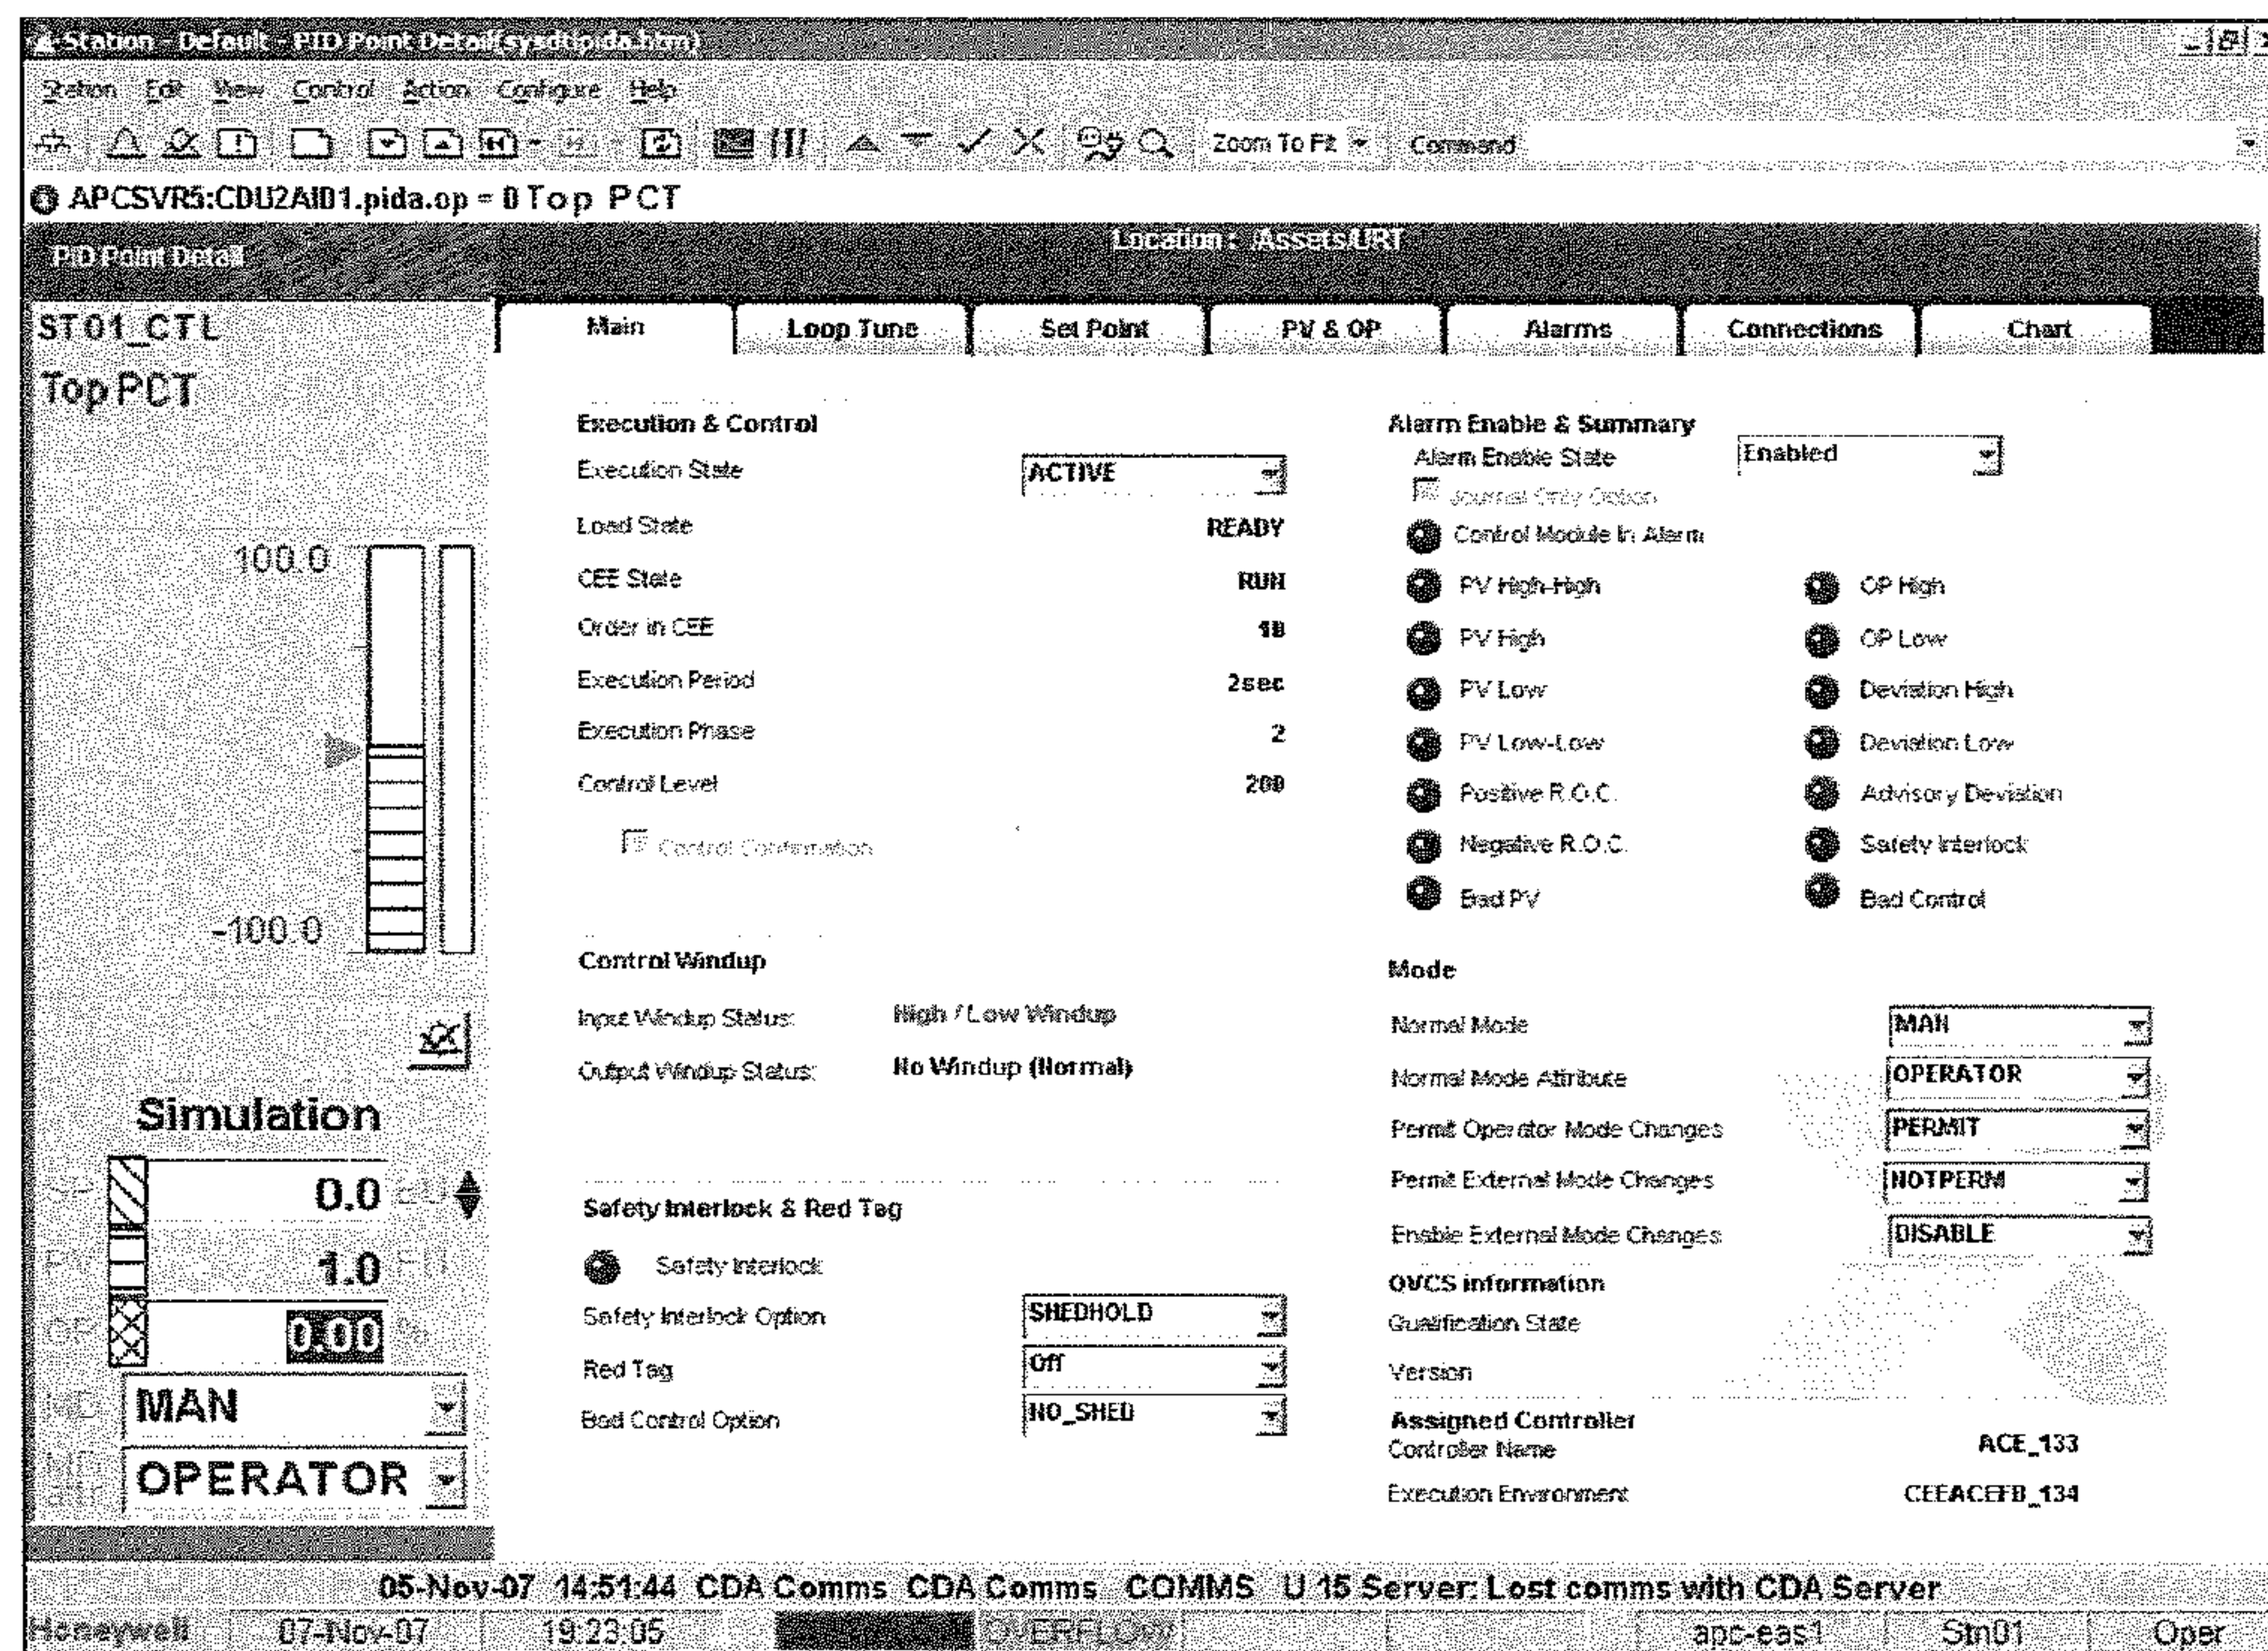 Station - Default - PID Point Detail(sysdtlpida.htm)
Station Edit View Control Action Configure Help
Zoom To Fit Command
APCSVR5:CDU2AID1.pida.op = 0 Top PCT
PID Point Detail
Location : /Assets/URT
ST01_CTL
Top PCT
Main Loop Tune Set Point PV & OP Alarms Connections Chart
100.0
-100.0
Simulation
SP 0.0 EU
PV 1.0 EU
OP 0.00 %
MD MAN
MD attr OPERATOR
Execution & Control
Execution State ACTIVE
Load State READY
CEE State RUN
Order in CEE 10
Execution Period 2sec
Execution Phase 2
Control Level 200
Control Confirmation
Control Windup
Input Windup Status: High / Low Windup
Output Windup Status: No Windup (Normal)
Safety Interlock & Red Tag
Safety Interlock
Safety Interlock Option SHEDHOLD
Red Tag Off
Bad Control Option NO_SHED
Alarm Enable & Summary
Alarm Enable State Enabled
Journal Only Option
Control Module In Alarm
PV High-High OP High
PV High OP Low
PV Low Deviation High
PV Low-Low Deviation Low
Positive R.O.C. Advisory Deviation
Negative R.O.C. Safety Interlock
Bad PV Bad Control
Mode
Normal Mode MAN
Normal Mode Attribute OPERATOR
Permit Operator Mode Changes PERMIT
Permit External Mode Changes NOTPERM
Enable External Mode Changes DISABLE
QVCS information
Qualification State
Version
Assigned Controller
Controller Name ACE_133
Execution Environment CEEACEFB_134
05-Nov-07 14:51:44 CDA Comms CDA Comms COMMS U 15 Server: Lost comms with CDA Server
Honeywell 07-Nov-07 19:23:05 OVERFLOW apc-eas1 Stn01 Oper